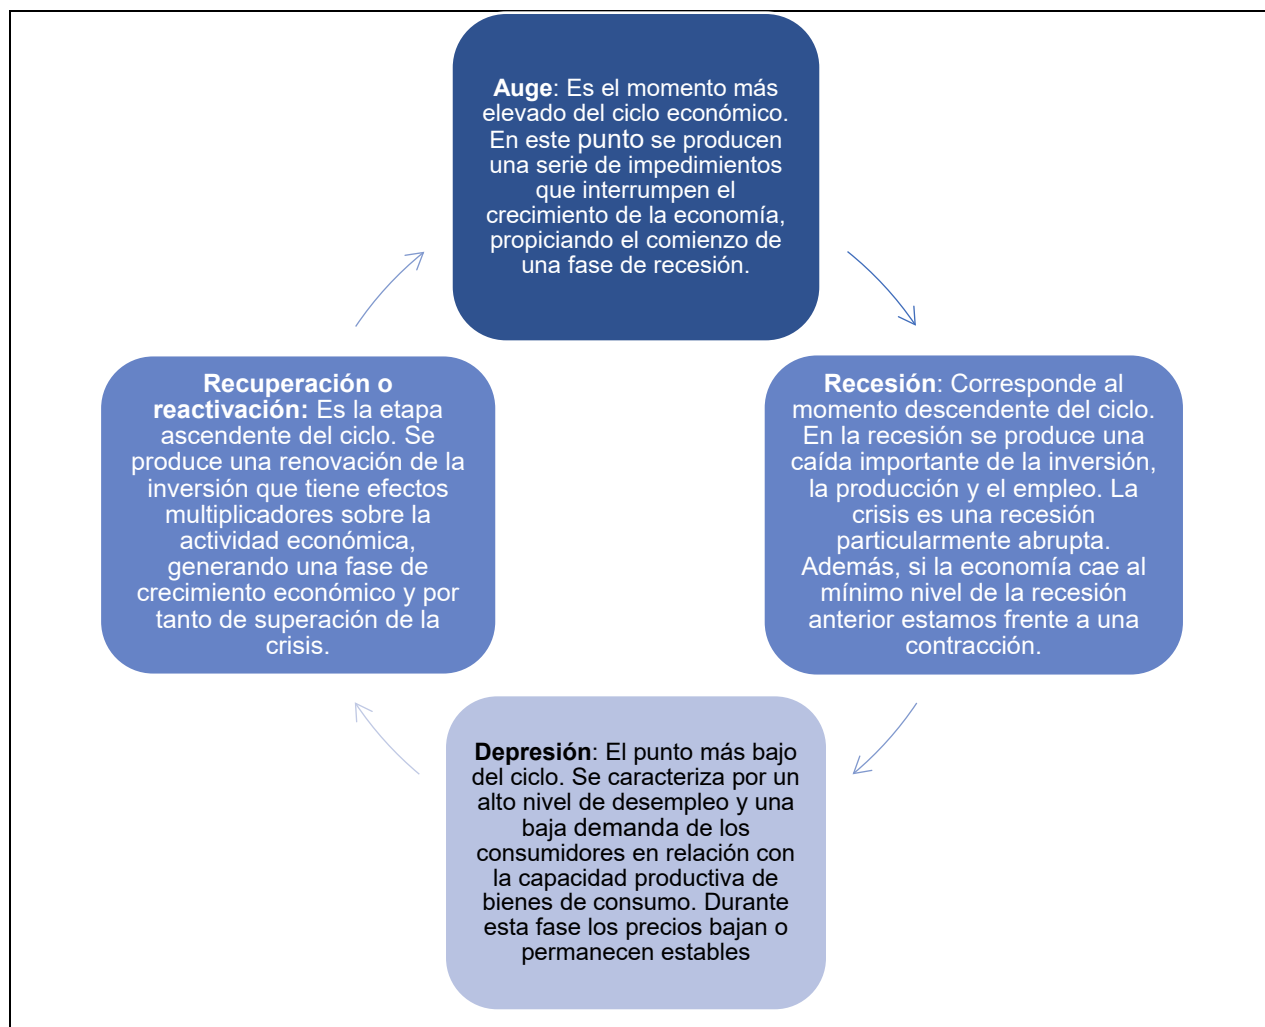 Auge: Es el momento más
elevado del ciclo económico.
En este punto se producen
una serie de impedimientos
que interrumpen el
crecimiento de la economía,
propiciando el comienzo de
una fase de recesión.
Recesión: Corresponde al
momento descendente del ciclo.
En la recesión se produce una
caída importante de la inversión,
la producción y el empleo. La
crisis es una recesión
particularmente abrupta.
Además, si la economía cae al
mínimo nivel de la recesión
anterior estamos frente a una
contracción.
Depresión: El punto más bajo
del ciclo. Se caracteriza por un
alto nivel de desempleo y una
baja demanda de los
consumidores en relación con
la capacidad productiva de
bienes de consumo. Durante
esta fase los precios bajan o
permanecen estables
Recuperación o
reactivación: Es la etapa
ascendente del ciclo. Se
produce una renovación de la
inversión que tiene efectos
multiplicadores sobre la
actividad económica,
generando una fase de
crecimiento económico y por
tanto de superación de la
crisis.